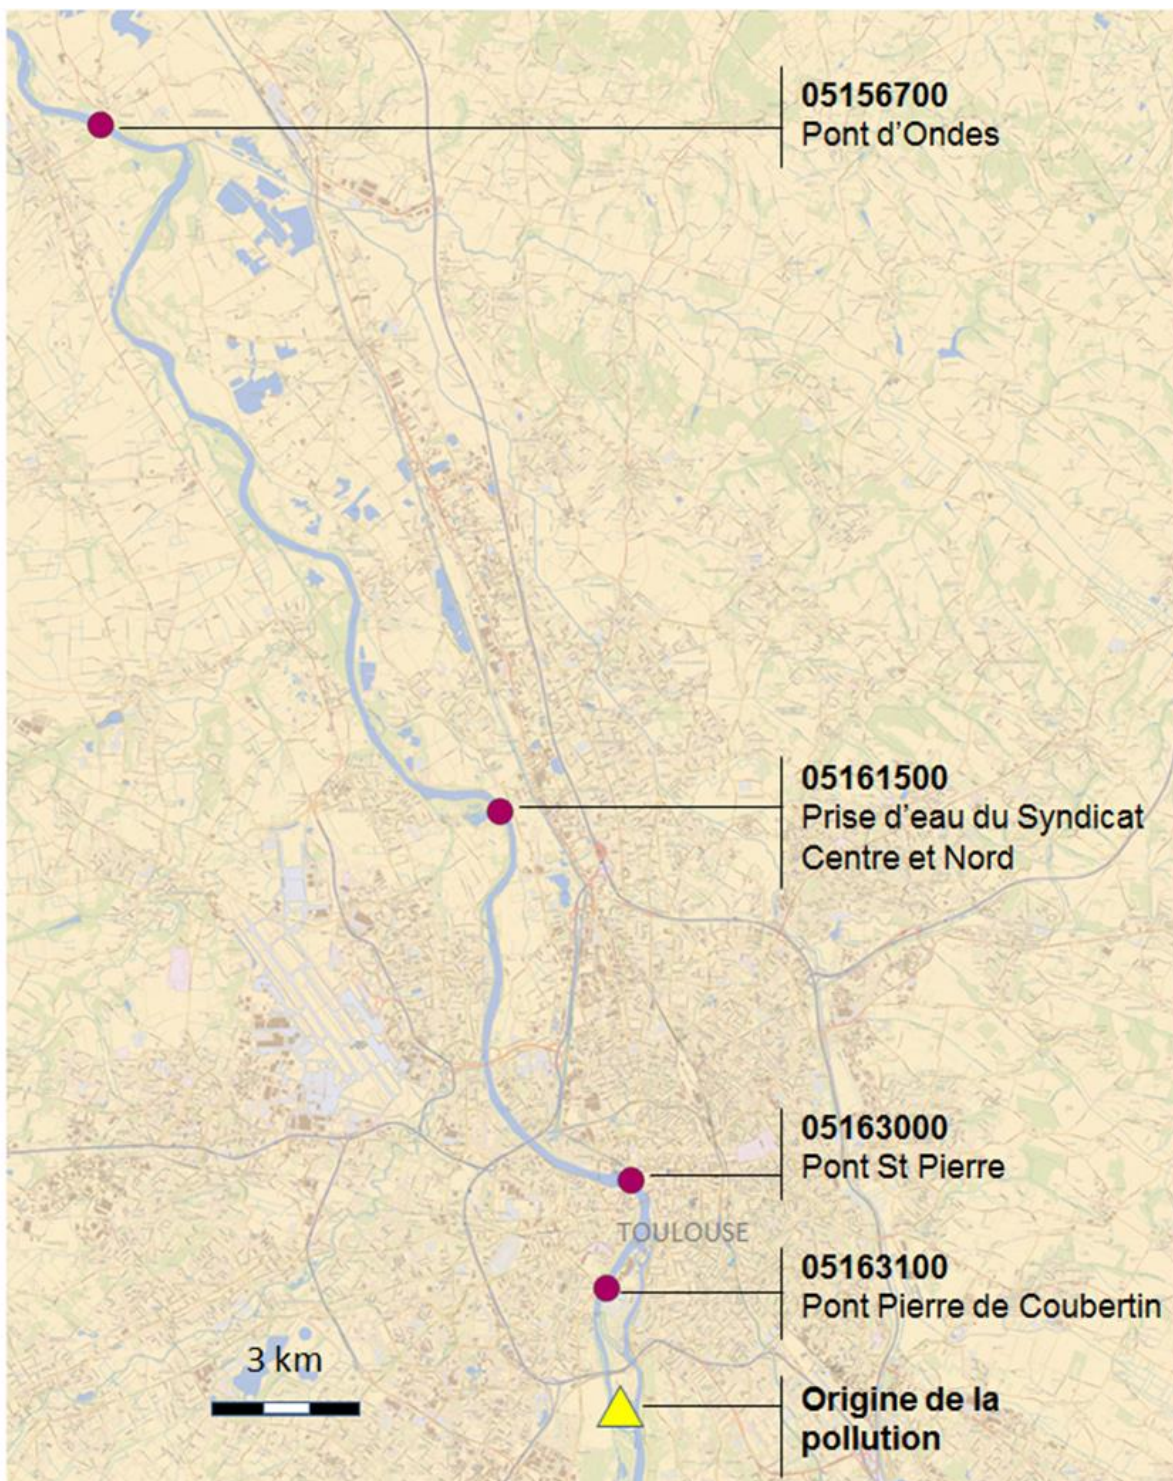 05156700
Pont d'Ondes
05161500
Prise d'eau du Syndicat
Centre et Nord
05163000
Pont St Pierre
TOULOUSE
05163100
Pont Pierre de Coubertin
3 km
Origine de la
pollution